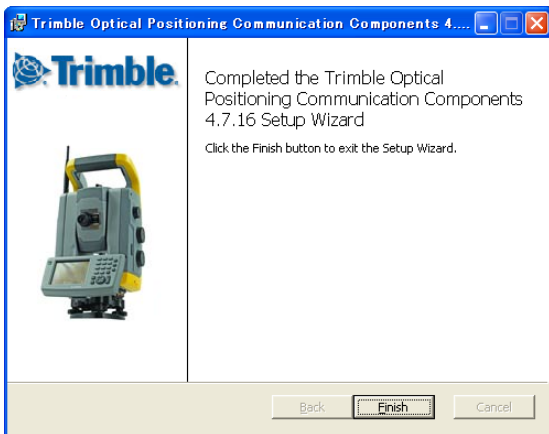 Trimble Optical Positioning Communication Components 4....
Trimble.
Completed the Trimble Optical
Positioning Communication Components
4.7.16 Setup Wizard
Click the Finish button to exit the Setup Wizard.
Back Finish Cancel